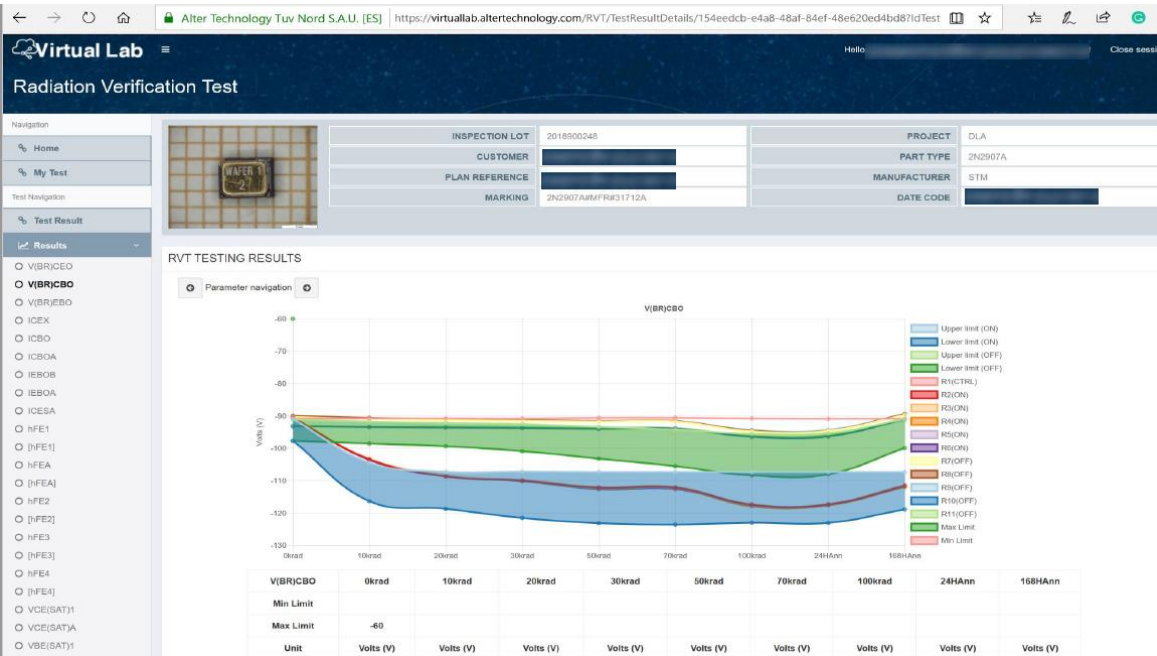 Alter Technology Tuv Nord S.A.U. [ES] https://virtuallab.altertechnology.com/RVT/TestResultDetails/154eedcb-e4a8-48af-84ef-48e620ed4bd8?IdTest
Virtual Lab
Hello
Close sessi
Radiation Verification Test
Navigation
Home
My Test
Test Navigation
Test Result
Results
V(BR)CEO
V(BR)CBO
V(BR)EBO
ICEX
ICBO
ICBOA
IEBOB
IEBOA
ICESA
hFE1
[hFE1]
hFEA
[hFEA]
hFE2
[hFE2]
hFE3
[hFE3]
hFE4
[hFE4]
VCE(SAT)1
VCE(SAT)A
VBE(SAT)1
WAFER 1
27
INSPECTION LOT 2018900248 PROJECT DLA
CUSTOMER PART TYPE 2N2907A
PLAN REFERENCE MANUFACTURER STM
MARKING 2N2907A#MFR#31712A DATE CODE
RVT TESTING RESULTS
Parameter navigation
V(BR)CBO
-60
-70
-80
-90
-100
-110
-120
-130
Volts (V)
0krad 10krad 20krad 30krad 50krad 70krad 100krad 24HAnn 168HAnn
Upper limit (ON)
Lower limit (ON)
Upper limit (OFF)
Lower limit (OFF)
R1(CTRL)
R2(ON)
R3(ON)
R4(ON)
R5(ON)
R6(ON)
R7(OFF)
R8(OFF)
R9(OFF)
R10(OFF)
R11(OFF)
Max Limit
Min Limit
V(BR)CBO 0krad 10krad 20krad 30krad 50krad 70krad 100krad 24HAnn 168HAnn
Min Limit
Max Limit -60
Unit Volts (V) Volts (V) Volts (V) Volts (V) Volts (V) Volts (V) Volts (V) Volts (V) Volts (V)